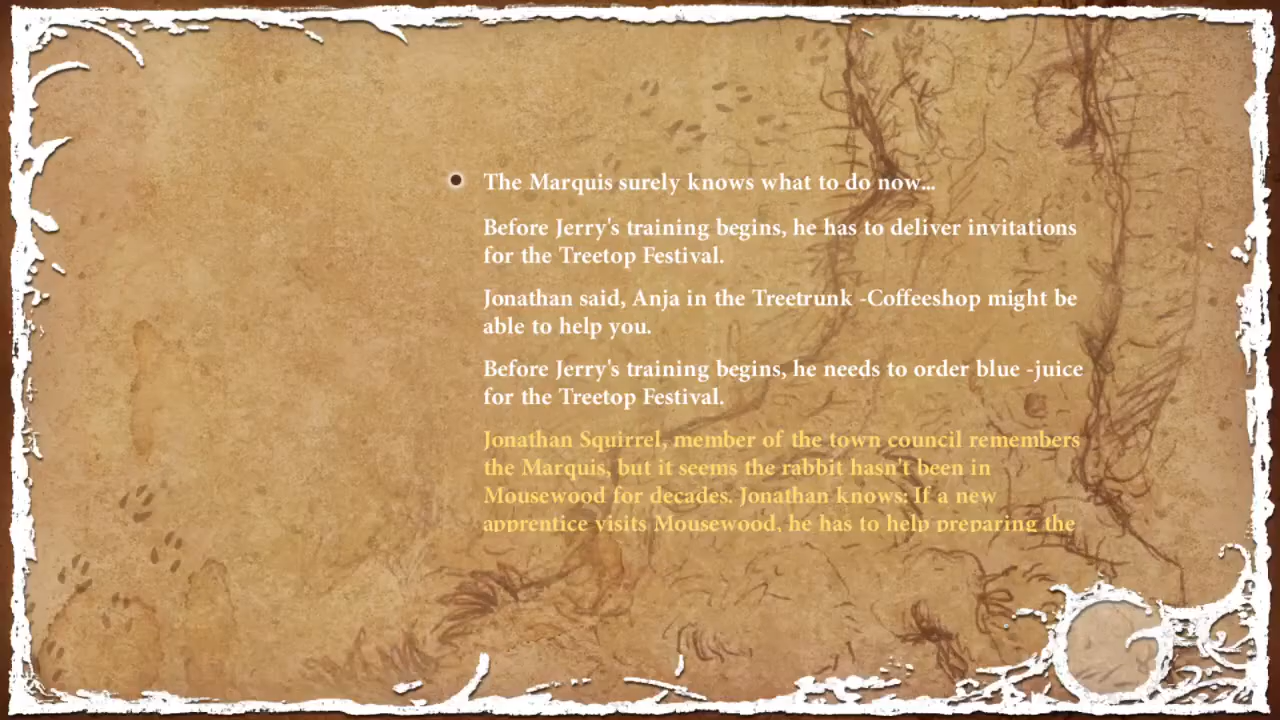 The Marquis surely knows what to do now...
Before Jerry's training begins, he has to deliver invitations
for the Treetop Festival.
Jonathan said, Anja in the Treetrunk -Coffeeshop might be
able to help you.
Before Jerry's training begins, he needs to order blue -juice
for the Treetop Festival.
Jonathan Squirrel, member of the town council remembers
the Marquis, but it seems the rabbit hasn't been in
Mousewood for decades. Jonathan knows: If a new
apprentice visits Mousewood, he has to help preparing the